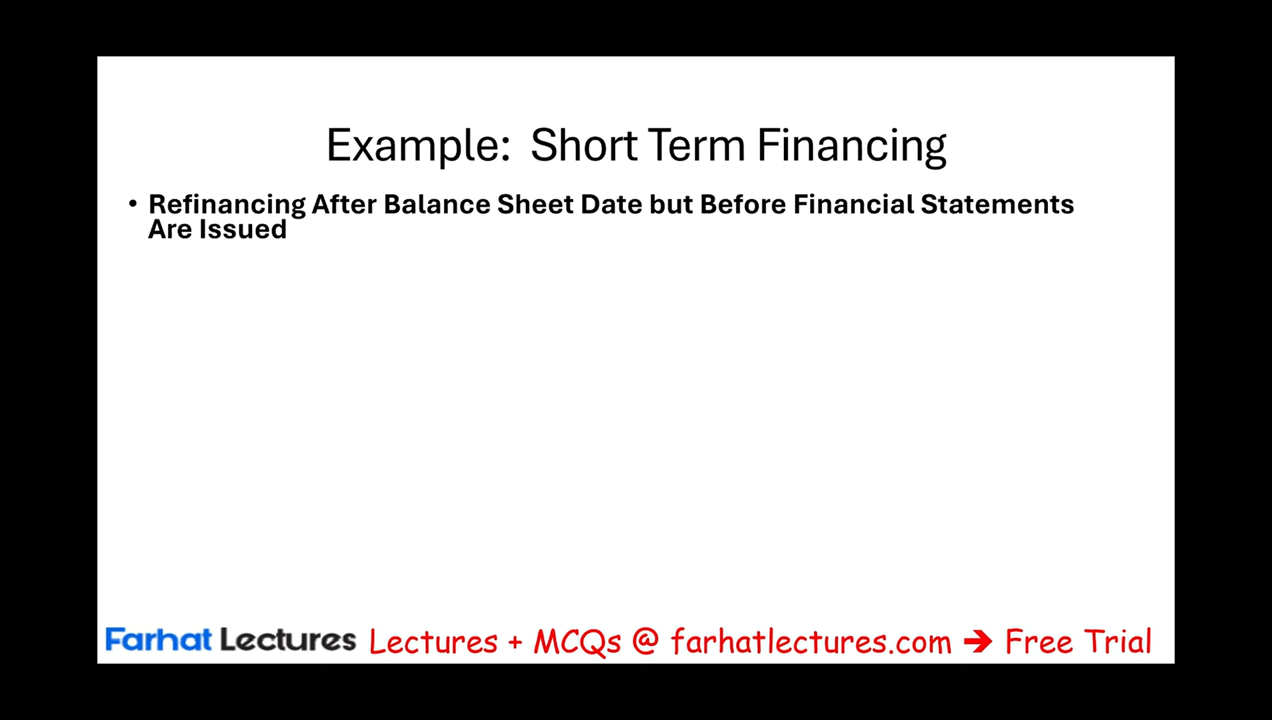 Example: Short Term Financing
• Refinancing After Balance Sheet Date but Before Financial Statements
Are Issued
Farhat Lectures Lectures + MCQs @ farhatlectures.com ➔ Free Trial